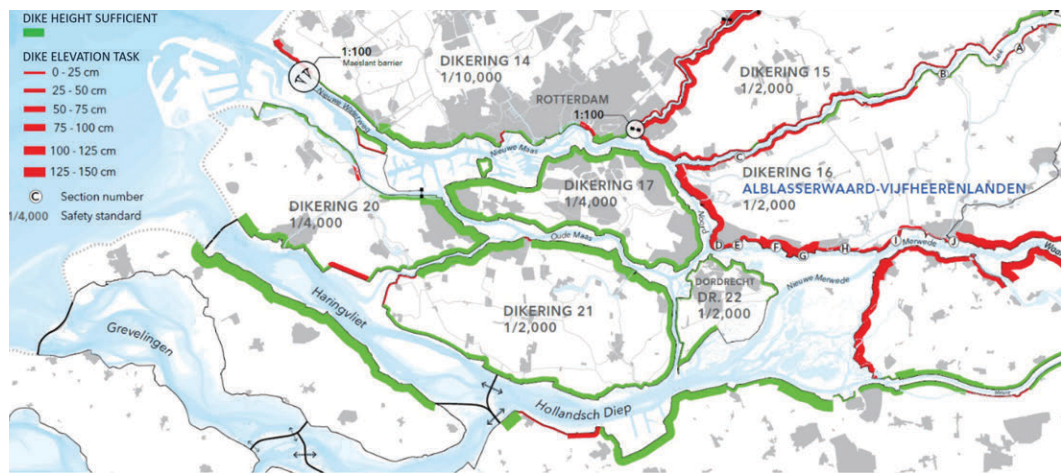 DIKE HEIGHT SUFFICIENT
DIKE ELEVATION TASK
0 - 25 cm
25 - 50 cm
50 - 75 cm
75 - 100 cm
100 - 125 cm
125 - 150 cm
C Section number
1/4,000 Safety standard
1:100
Maeslant barrier
DIKERING 14
1/10,000
ROTTERDAM
1:100
DIKERING 15
1/2,000
Lek
A
B
C
Nieuwe Waterweg
Nieuwe Maas
DIKERING 16
ALBLASSERWAARD-VIJFHEERENLANDEN
1/2,000
DIKERING 17
1/4,000
DIKERING 20
1/4,000
Noord
Oude Maas
D
E
F
G
H
I
J
Merwede
Nieuwe Merwede
DORDRECHT
DR. 22
1/2,000
DIKERING 21
1/2,000
Haringvliet
Grevelingen
Hollandsch Diep